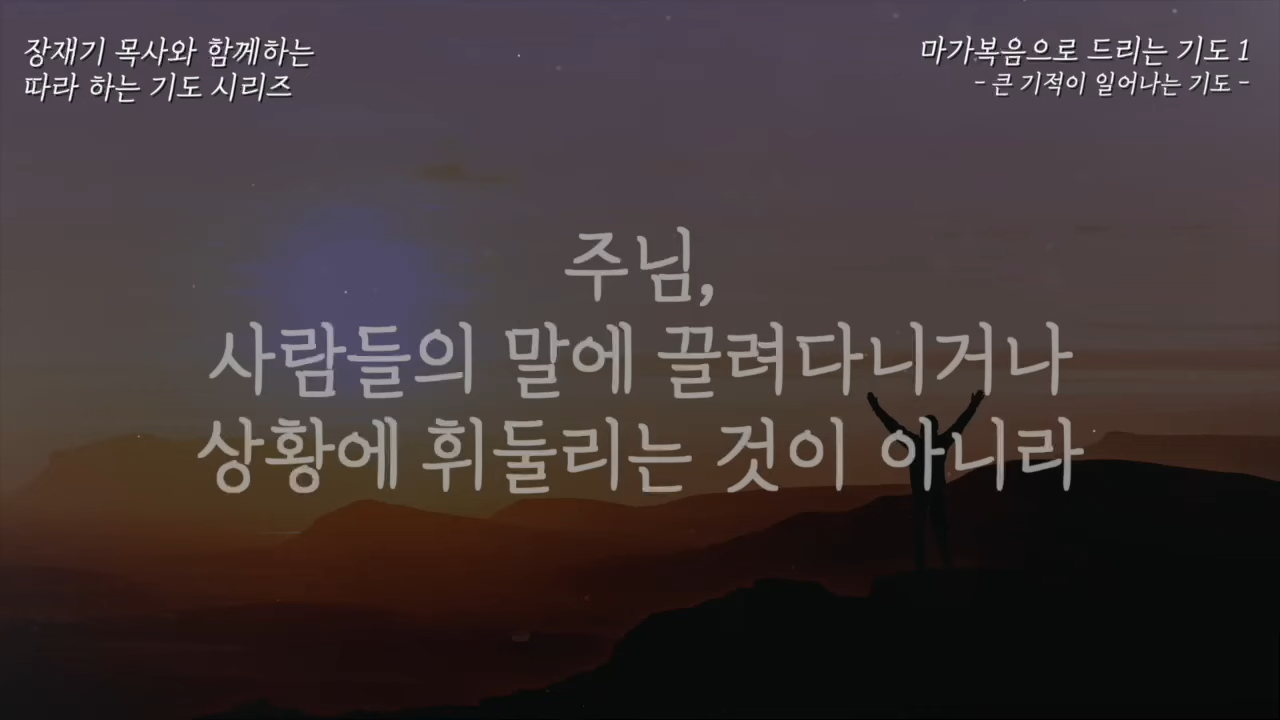 장재기 목사와 함께하는
따라 하는 기도 시리즈
마가복음으로 드리는 기도 1
- 큰 기적이 일어나는 기도 -
주님,
사람들의 말에 끌려다니거나
상황에 휘둘리는 것이 아니라